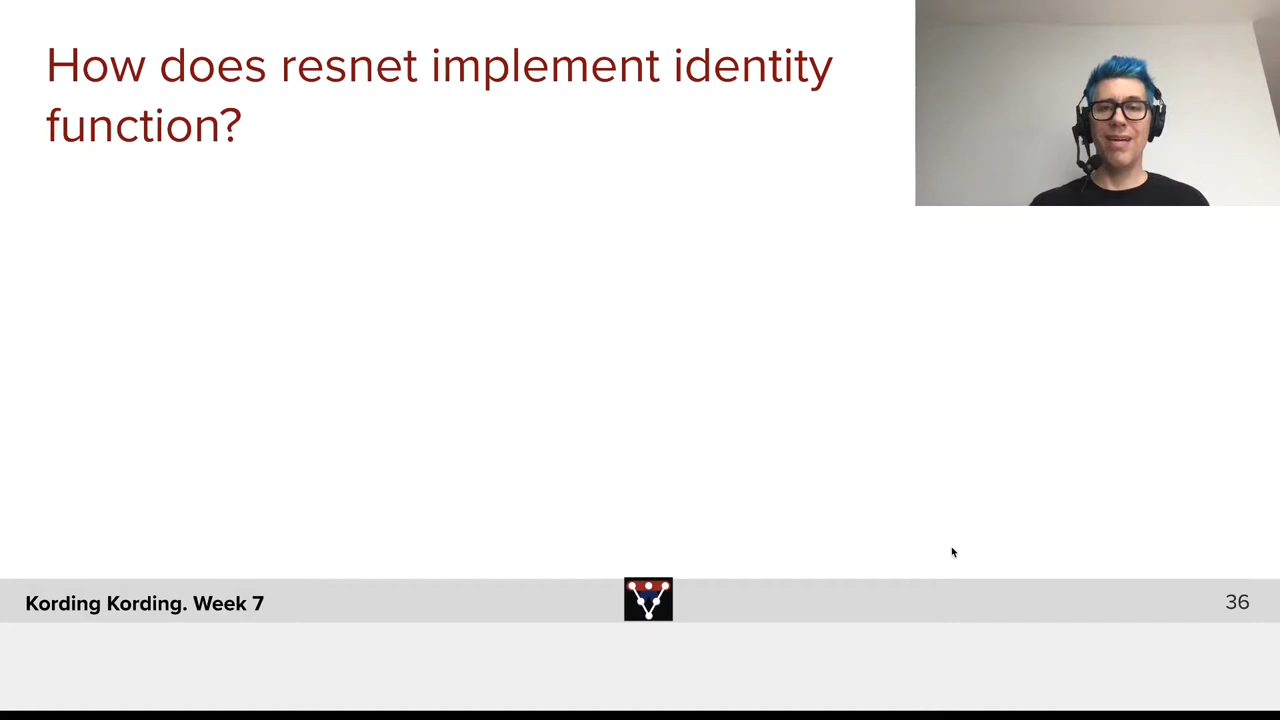 How does resnet implement identity
function?
Kording Kording. Week 7
36